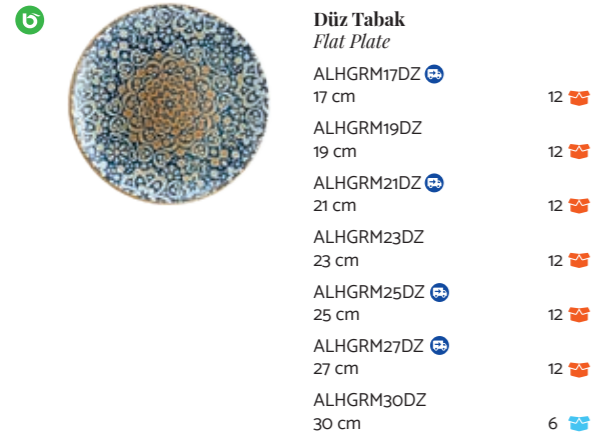 Düz Tabak
Flat Plate
ALHGRM17DZ
17 cm 12
ALHGRM19DZ
19 cm 12
ALHGRM21DZ
21 cm 12
ALHGRM23DZ
23 cm 12
ALHGRM25DZ
25 cm 12
ALHGRM27DZ
27 cm 12
ALHGRM30DZ
30 cm 6